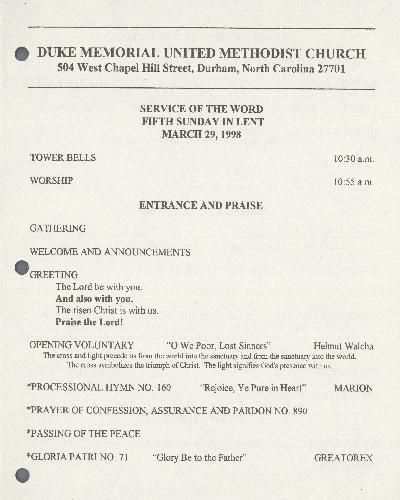 DUKE MEMORIAL UNITED METHODIST CHURCH
504 West Chapel Hill Street, Durham, North Carolina 27701
SERVICE OF THE WORD
FIFTH SUNDAY IN LENT
MARCH 29, 1998
TOWER BELLS 10:30 a.m.
WORSHIP 10:55 a.m.
ENTRANCE AND PRAISE
GATHERING
WELCOME AND ANNOUNCEMENTS
GREETING
The Lord be with you.
And also with you.
The risen Christ is with us.
Praise the Lord!
OPENING VOLUNTARY "O We Poor, Lost Sinners" Helmut Walcha
The cross and light precede us from the world into the sanctuary and from the sanctuary into the world.
The cross symbolizes the triumph of Christ. The light signifies God's presence with us.
*PROCESSIONAL HYMN NO. 160 "Rejoice, Ye Pure in Heart" MARION
*PRAYER OF CONFESSION, ASSURANCE AND PARDON NO. 890
*PASSING OF THE PEACE
*GLORIA PATRI NO. 71 "Glory Be to the Father" GREATOREX